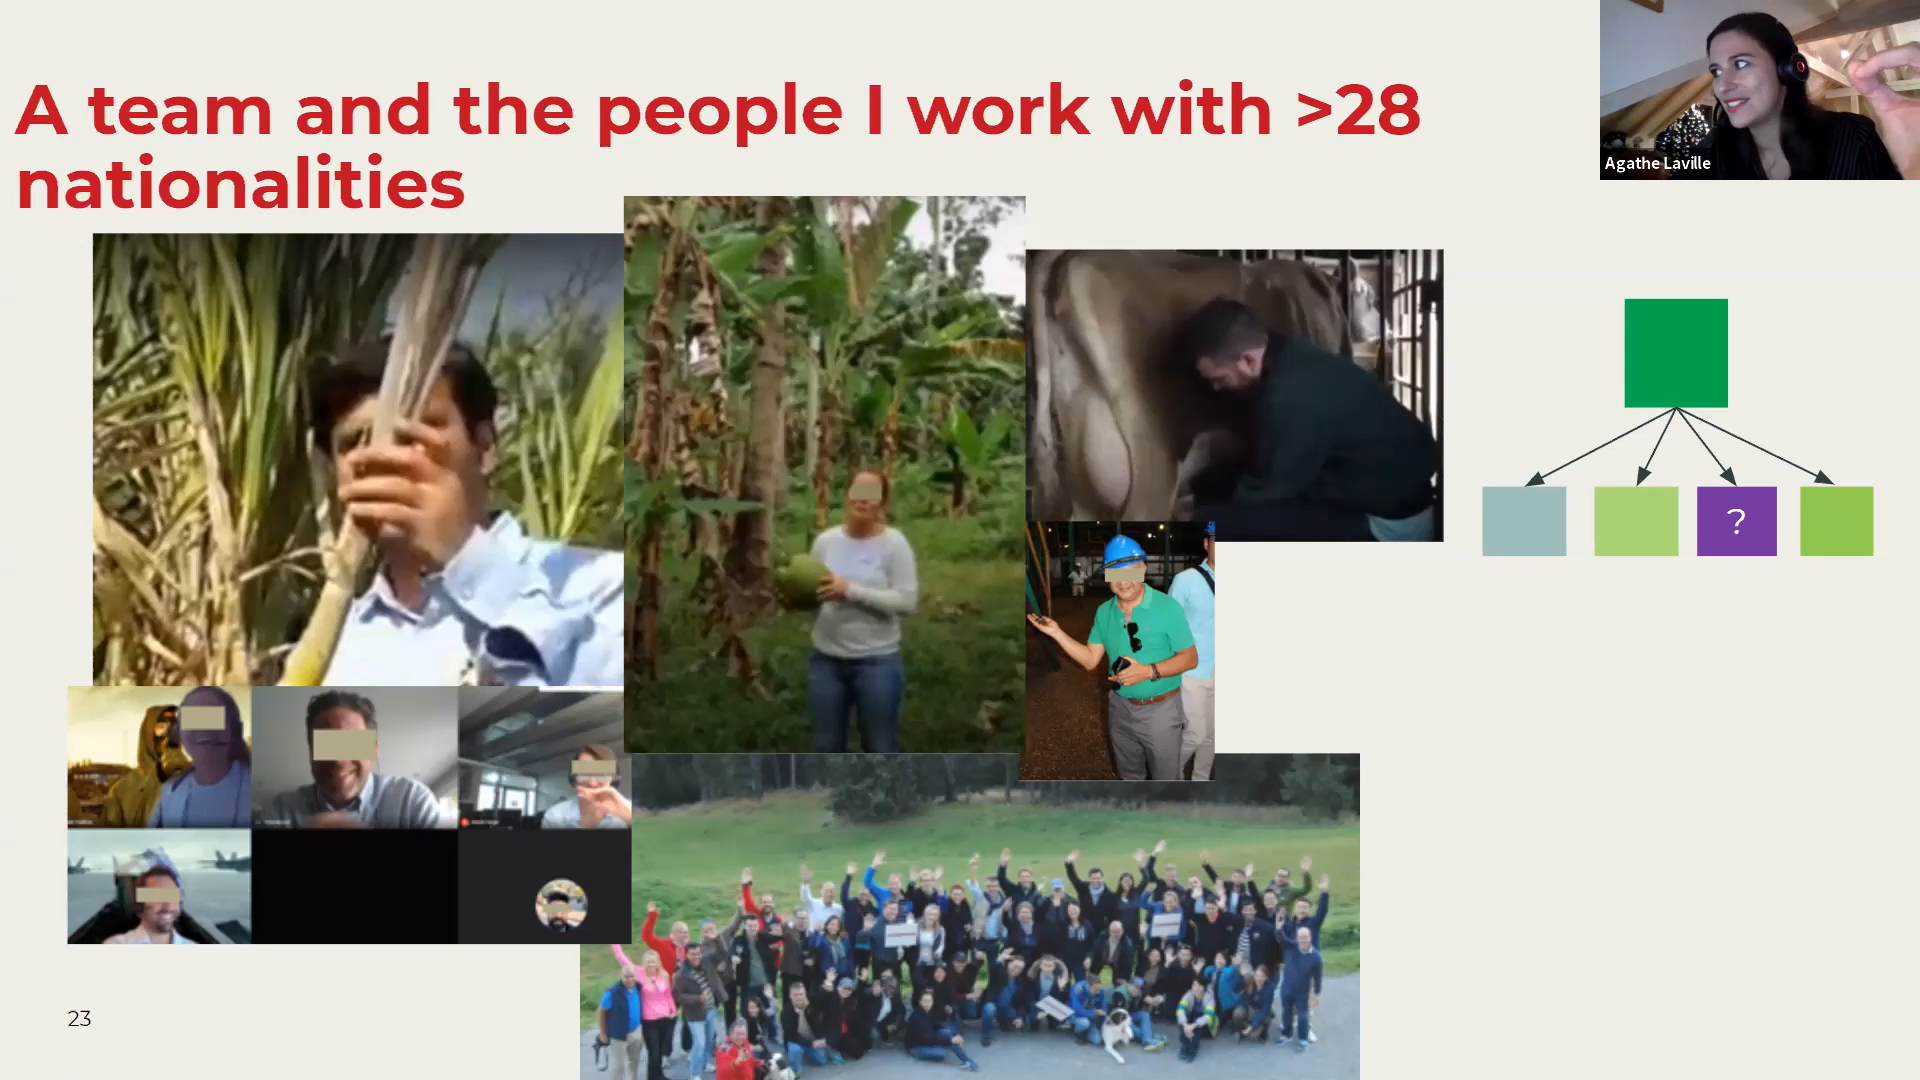 A team and the people I work with >28
nationalities
Agathe Laville
?
23